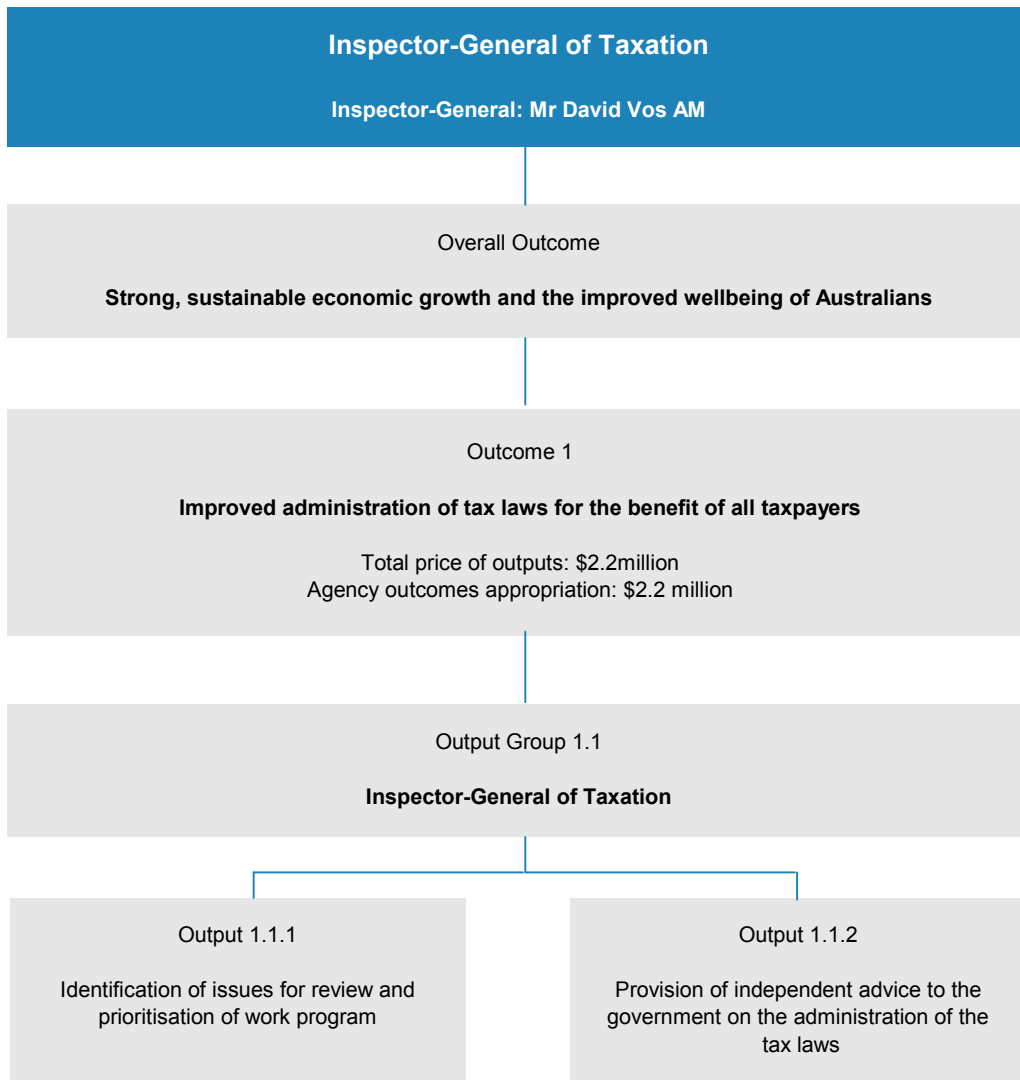 Inspector-General of Taxation
Inspector-General: Mr David Vos AM
Overall Outcome
Strong, sustainable economic growth and the improved wellbeing of Australians
Outcome 1
Improved administration of tax laws for the benefit of all taxpayers
Total price of outputs: $2.2million
Agency outcomes appropriation: $2.2 million
Output Group 1.1
Inspector-General of Taxation
Output 1.1.1
Identification of issues for review and
prioritisation of work program
Output 1.1.2
Provision of independent advice to the
government on the administration of the
tax laws